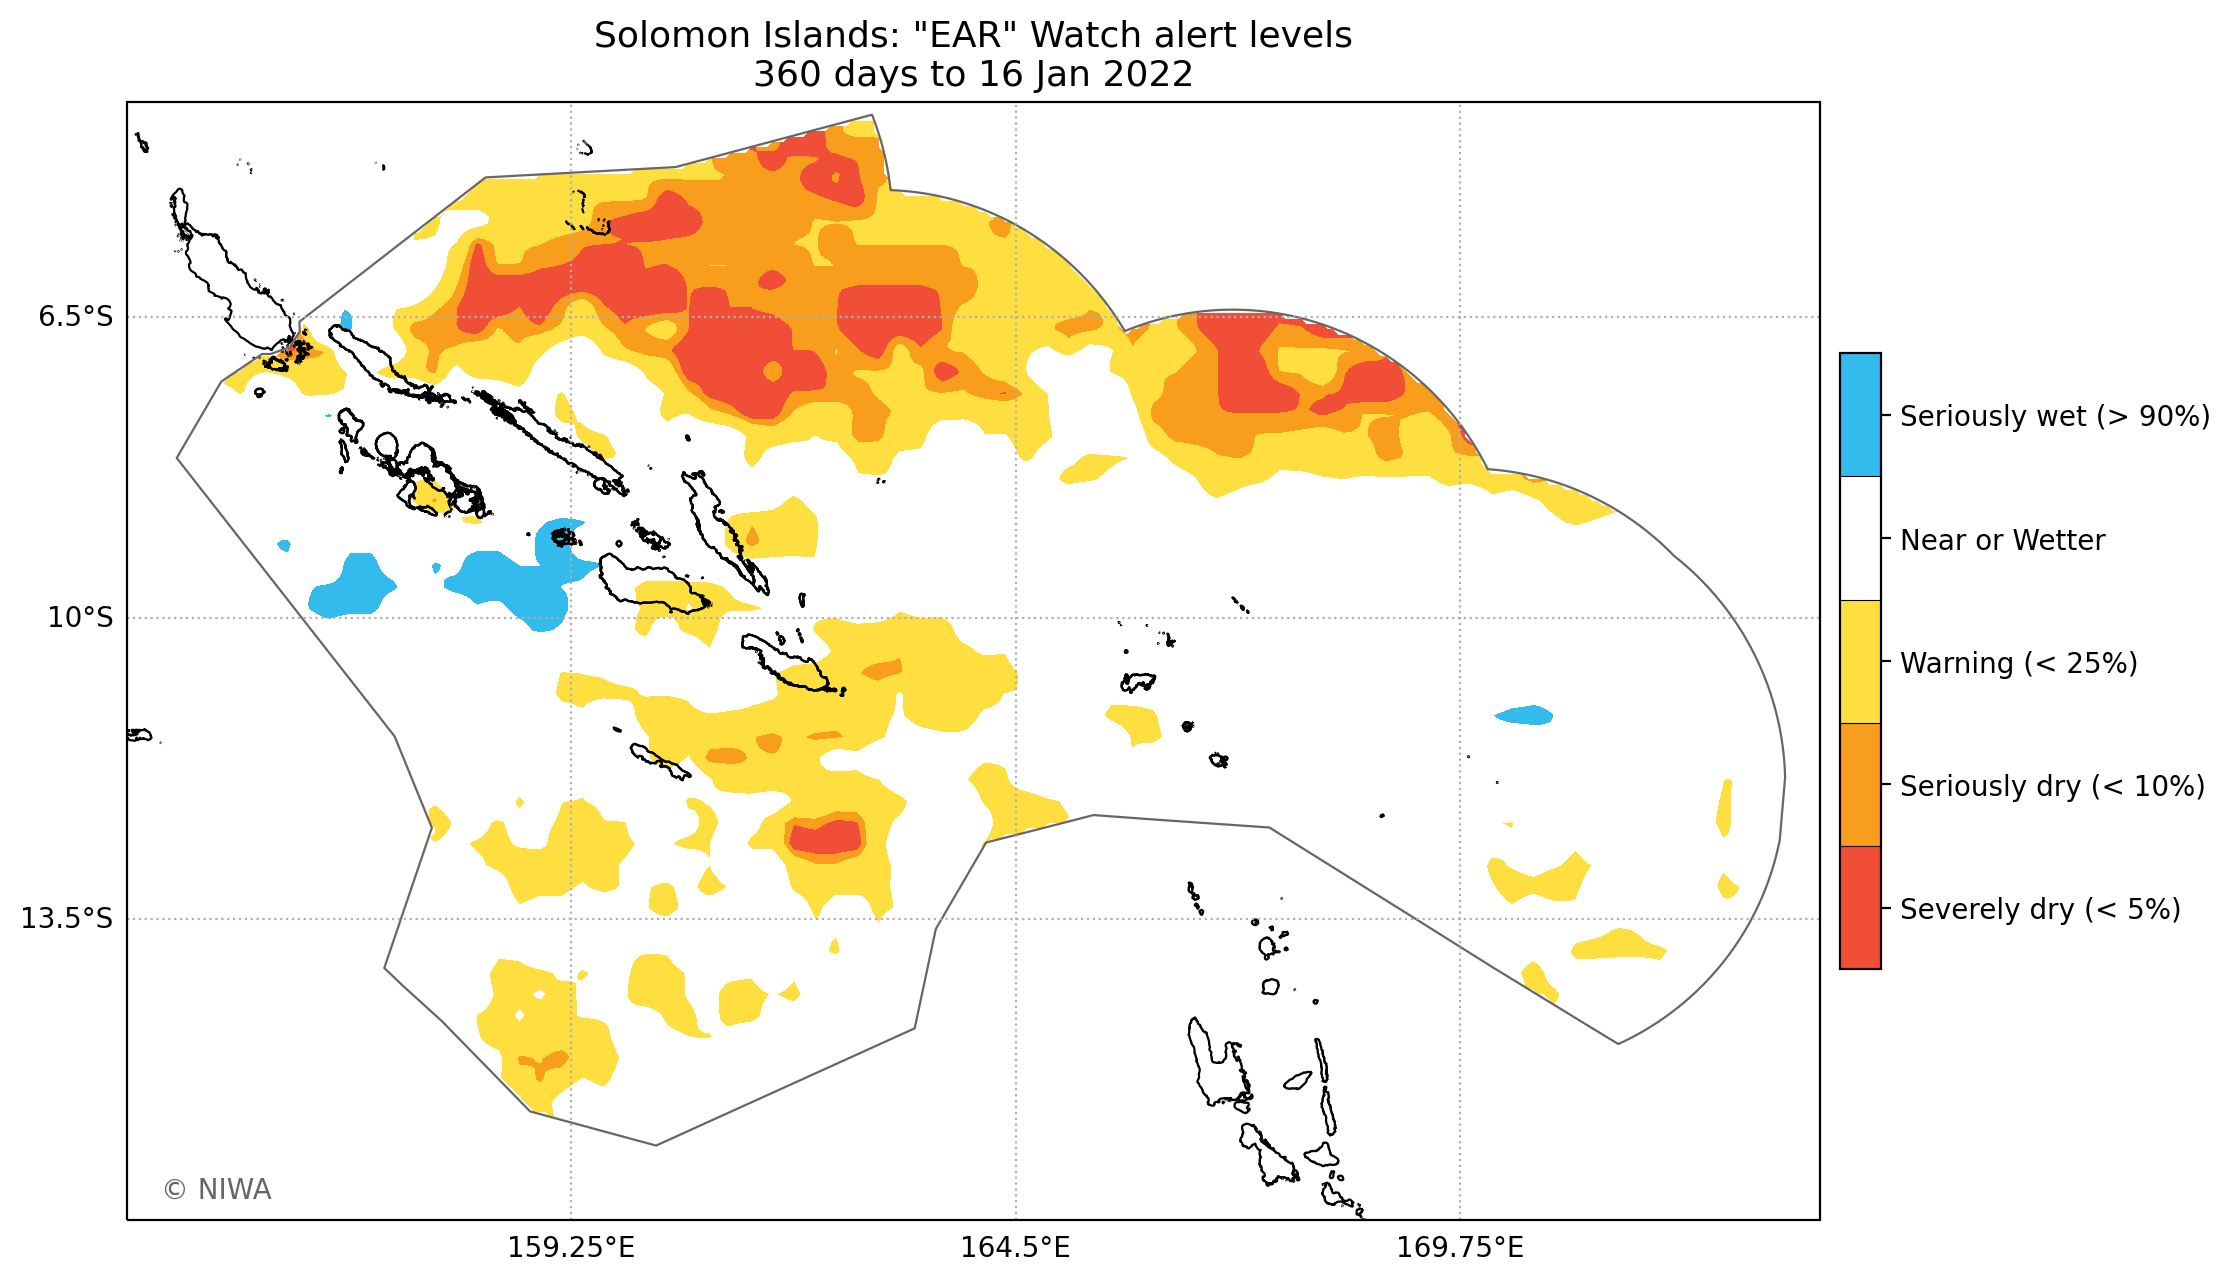 Solomon Islands: "EAR" Watch alert levels
360 days to 16 Jan 2022
6.5°S
10°S
13.5°S
159.25°E
164.5°E
169.75°E
Seriously wet (> 90%)
Near or Wetter
Warning (< 25%)
Seriously dry (< 10%)
Severely dry (< 5%)
© NIWA